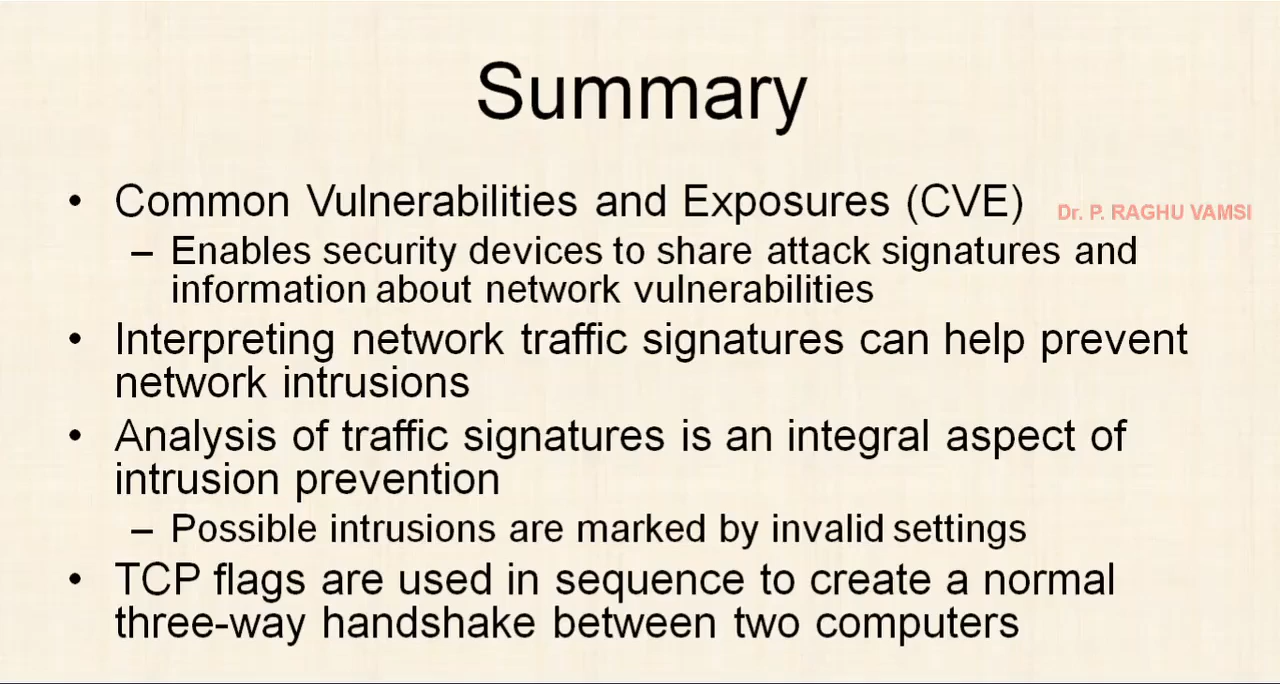 Summary
• Common Vulnerabilities and Exposures (CVE)
Dr. P. RAGHU VAMSI
– Enables security devices to share attack signatures and
information about network vulnerabilities
• Interpreting network traffic signatures can help prevent
network intrusions
• Analysis of traffic signatures is an integral aspect of
intrusion prevention
– Possible intrusions are marked by invalid settings
• TCP flags are used in sequence to create a normal
three-way handshake between two computers